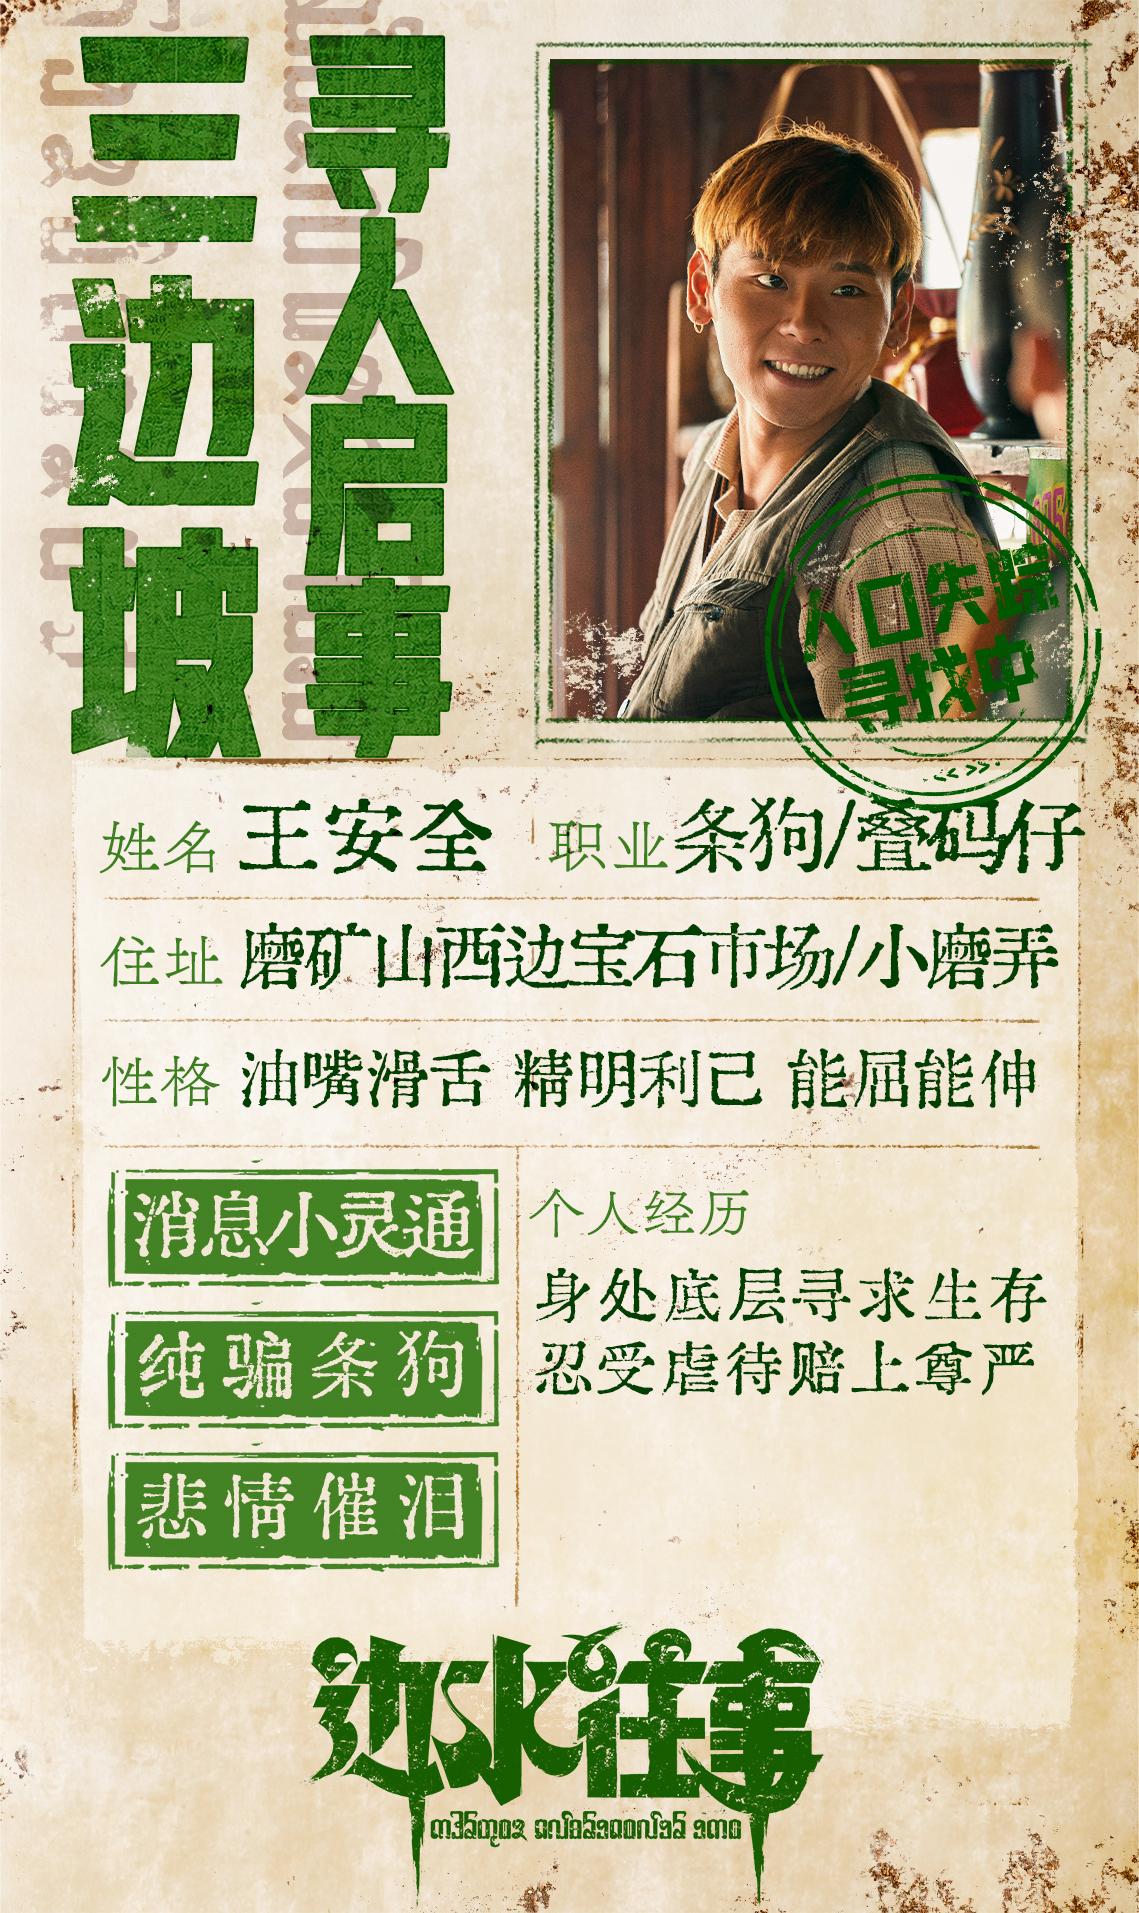 三边坡
寻人启事
人口失踪
寻找中
姓名 王安全 职业 条狗/叠码仔
住址 磨矿山西边宝石市场/小磨弄
性格 油嘴滑舌 精明利己 能屈能伸
消息小灵通
纯骗条狗
悲情催泪
个人经历
身处底层寻求生存
忍受虐待赔上尊严
边水往事